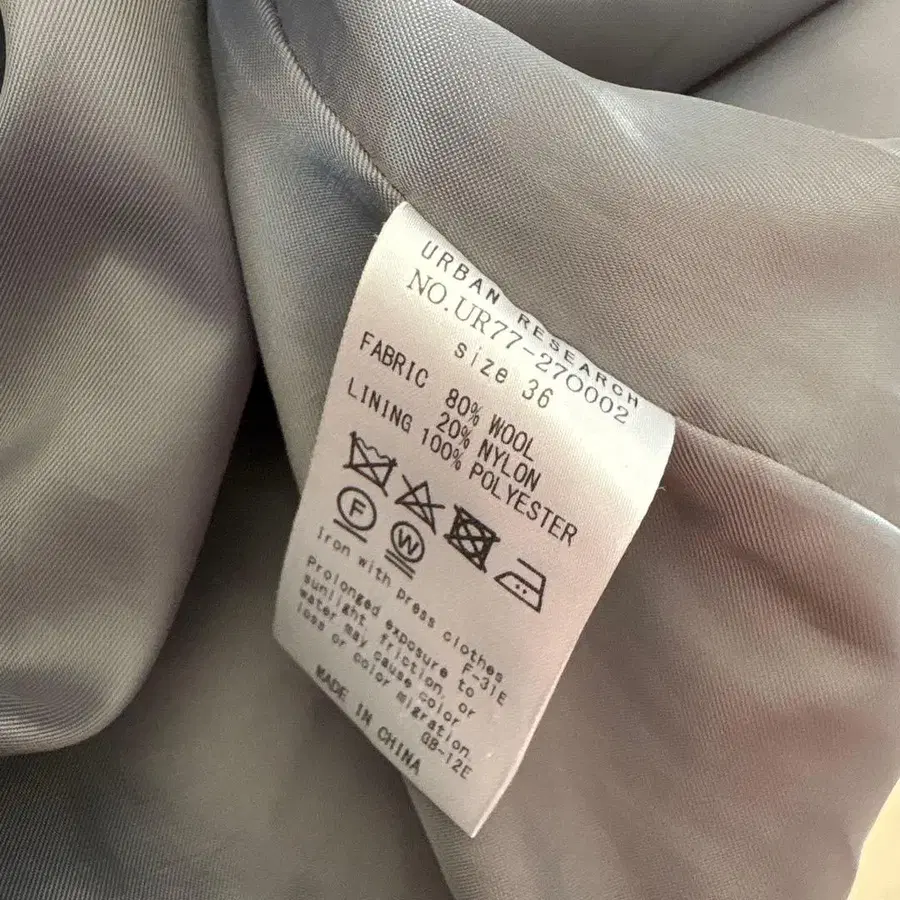 URBAN RESEARCH
NO.UR77-270002
size 36
FABRIC 80% WOOL
20% NYLON
LINING 100% POLYESTER
F W
iron with press clothes
F-31E
Prolonged exposure to
sunlight, friction, or
water may cause color
loss or color migration.
GB-12E
MADE IN CHINA